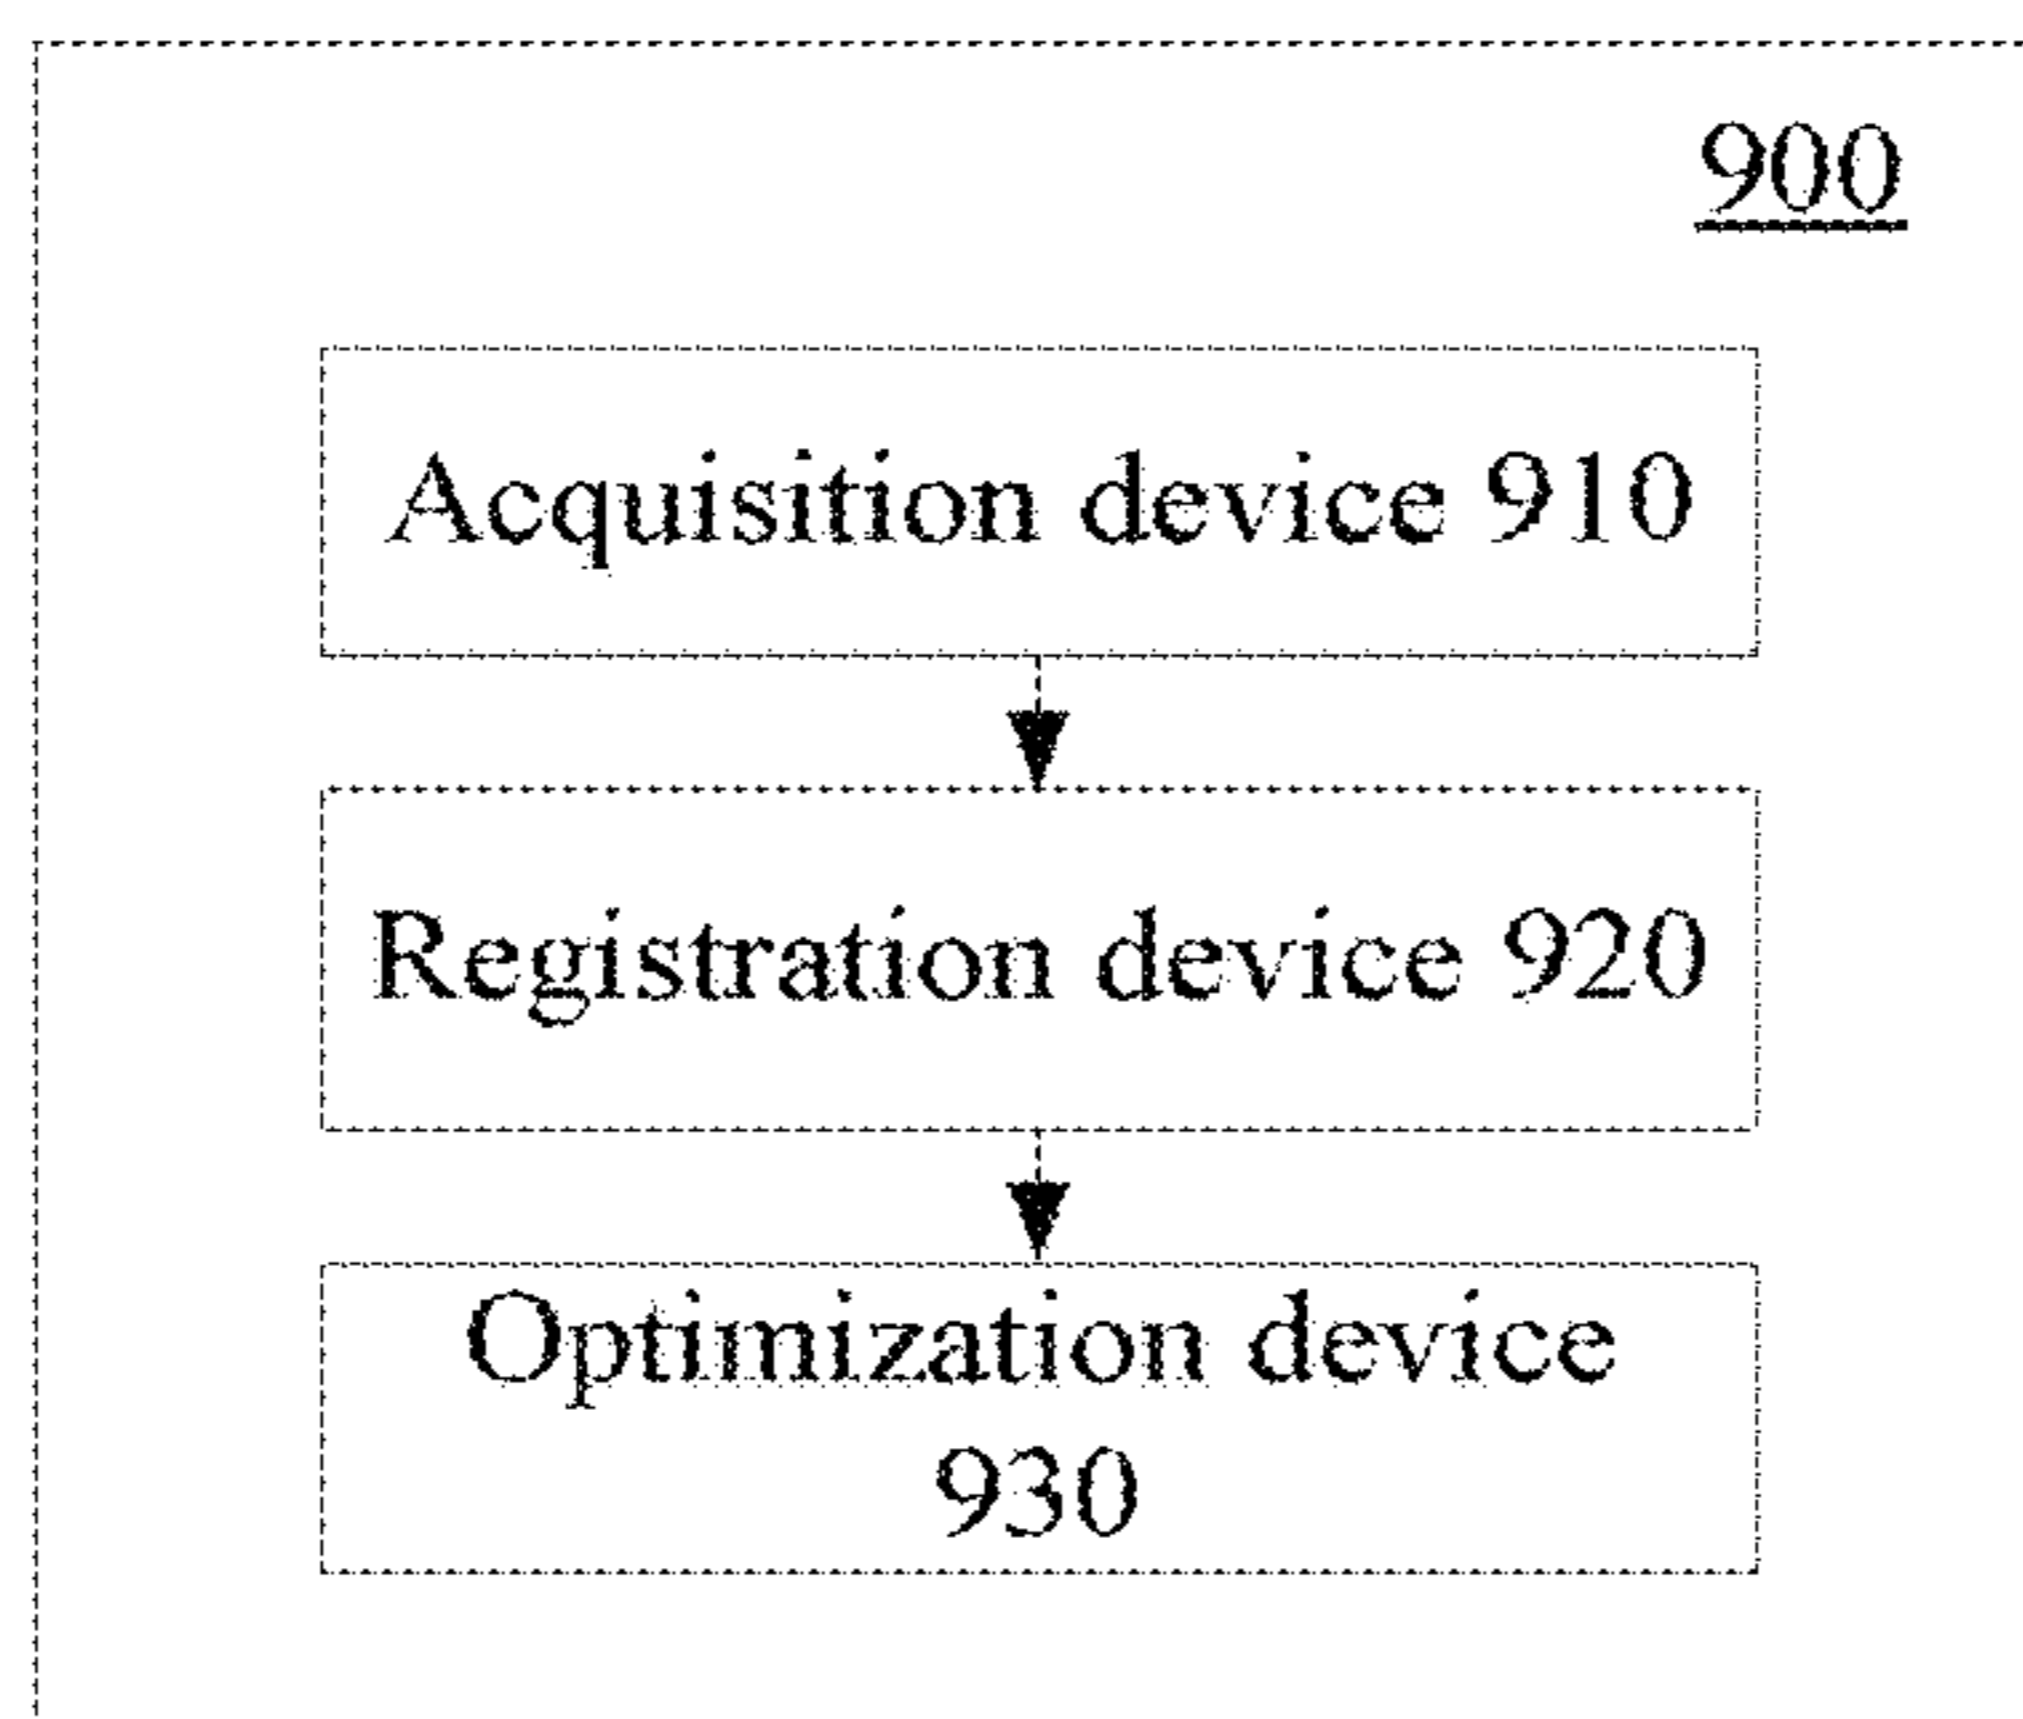 900
Acquisition device 910
Registration device 920
Optimization device
930